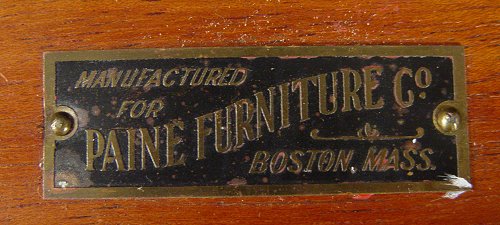 MANUFACTURED
FOR
PAINE FURNITURE CO
BOSTON MASS.